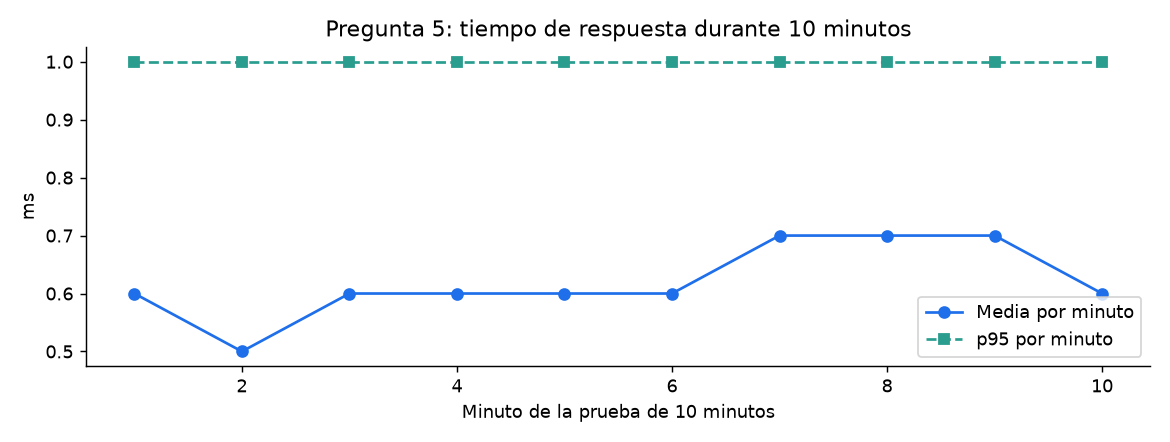 Pregunta 5: tiempo de respuesta durante 10 minutos
1.0
0.9
0.8
0.7
0.6
0.5
ms
Media por minuto
p95 por minuto
2 4 6 8 10
Minuto de la prueba de 10 minutos